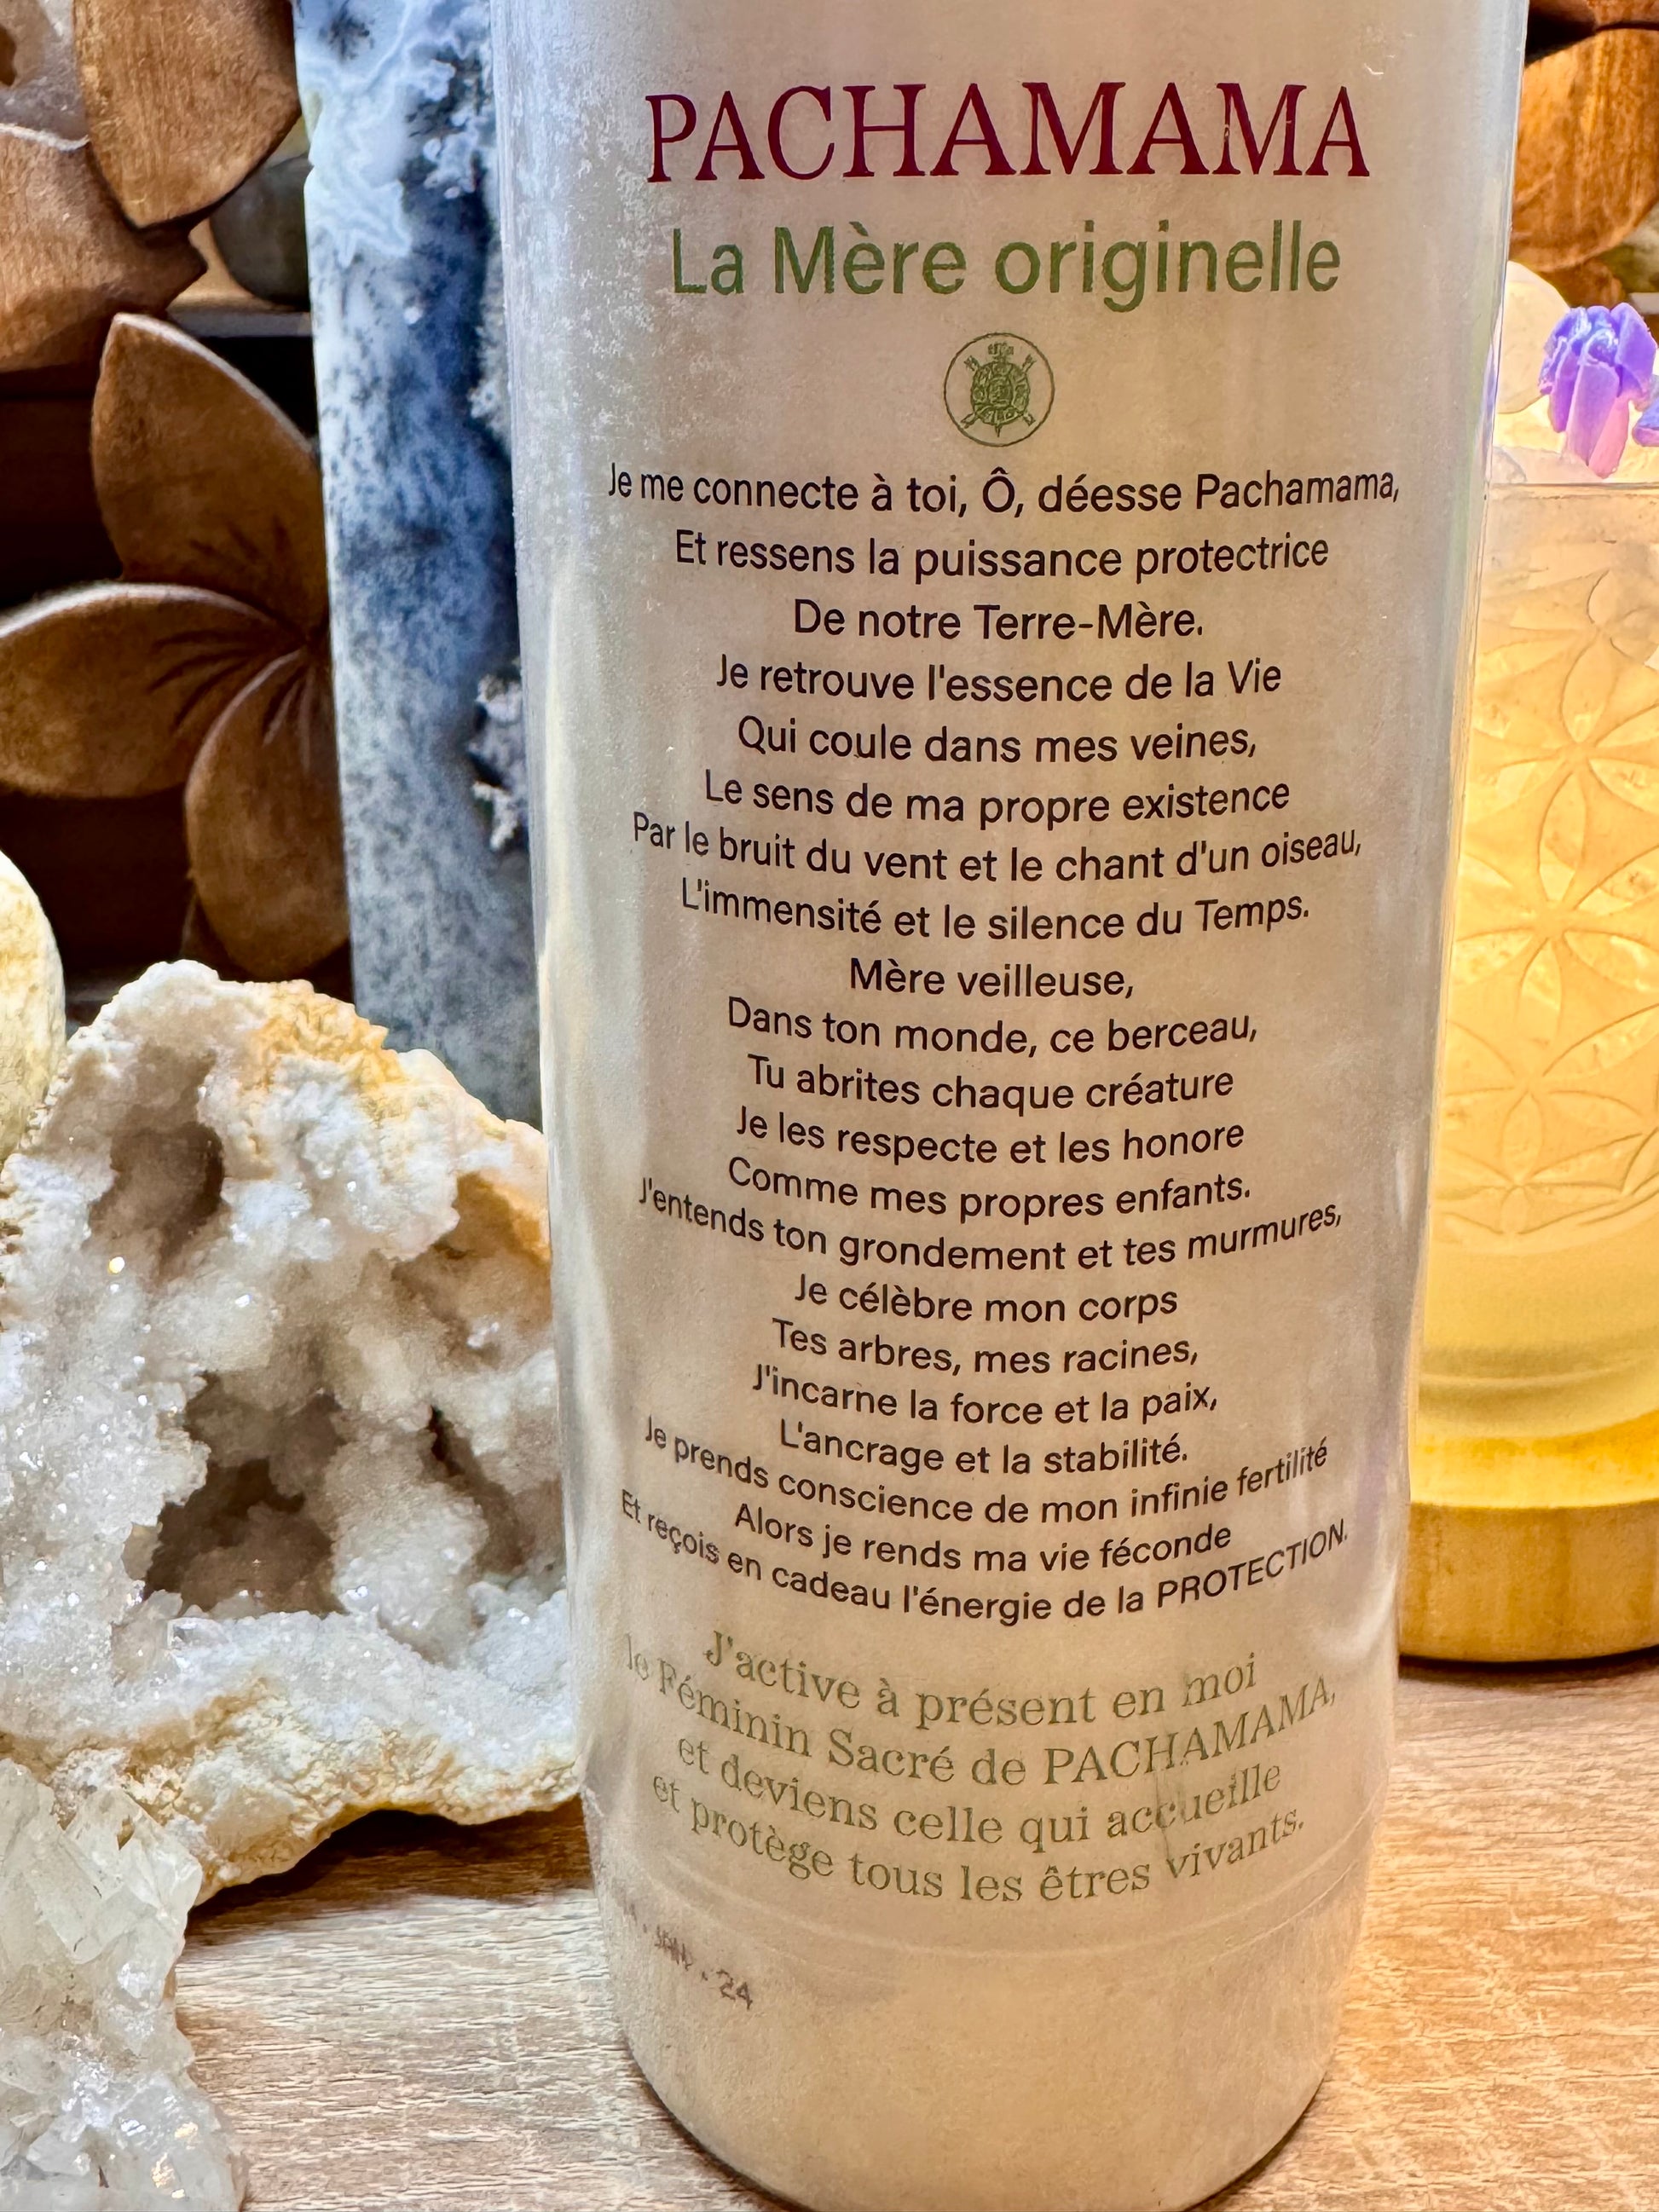 PACHAMAMA
La Mère originelle
Je me connecte à toi, Ô, déesse Pachamama,
Et ressens la puissance protectrice
De notre Terre-Mère.
Je retrouve l'essence de la Vie
Qui coule dans mes veines,
Le sens de ma propre existence
Par le bruit du vent et le chant d'un oiseau,
L'immensité et le silence du Temps.
Mère veilleuse,
Dans ton monde, ce berceau,
Tu abrites chaque créature
Je les respecte et les honore
Comme mes propres enfants.
J'entends ton grondement et tes murmures,
Je célèbre mon corps
Tes arbres, mes racines,
J'incarne la force et la paix,
L'ancrage et la stabilité.
Je prends conscience de mon infinie fertilité
Alors je rends ma vie féconde
Et reçois en cadeau l'énergie de la PROTECTION.
J'active à présent en moi
le Féminin Sacré de PACHAMAMA,
et deviens celle qui accueille
et protège tous les êtres vivants.
24